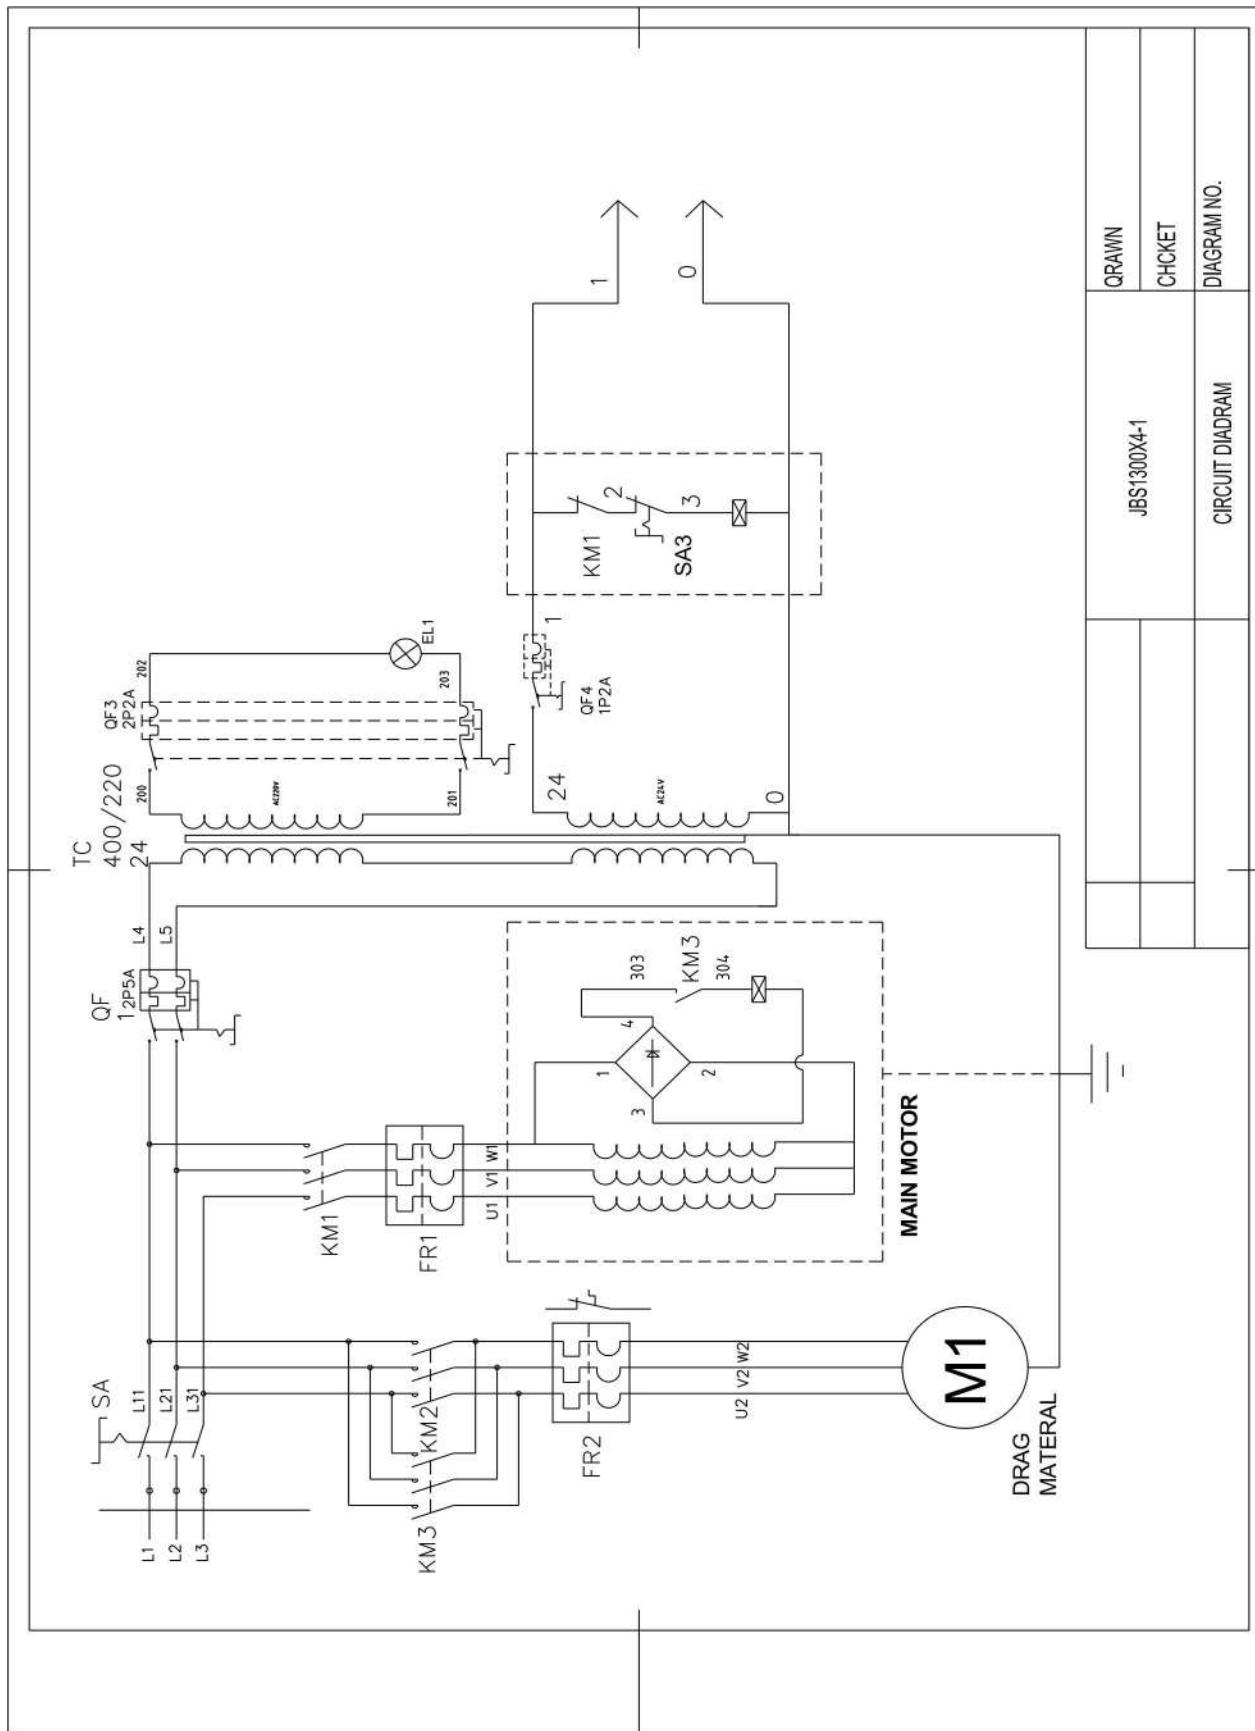 L1
L2
L3
SA
L11
L21
L31
KM3
KM2
FR2
U2
V2
W2
M1
DRAG
MATERAL
KM1
FR1
U1
V1
W1
MAIN MOTOR
1
2
3
4
303
KM3
304
QF
1
2P5A
L4
L5
TC
400/220
24
200
AC220V
201
QF3
2P2A
202
203
EL1
24
AC24V
0
QF4
1P2A
1
KM1
2
SA3
3
1
0
JBS1300X4-1
CIRCUIT DIADRAM
QRAWN
CHCKET
DIAGRAM NO.